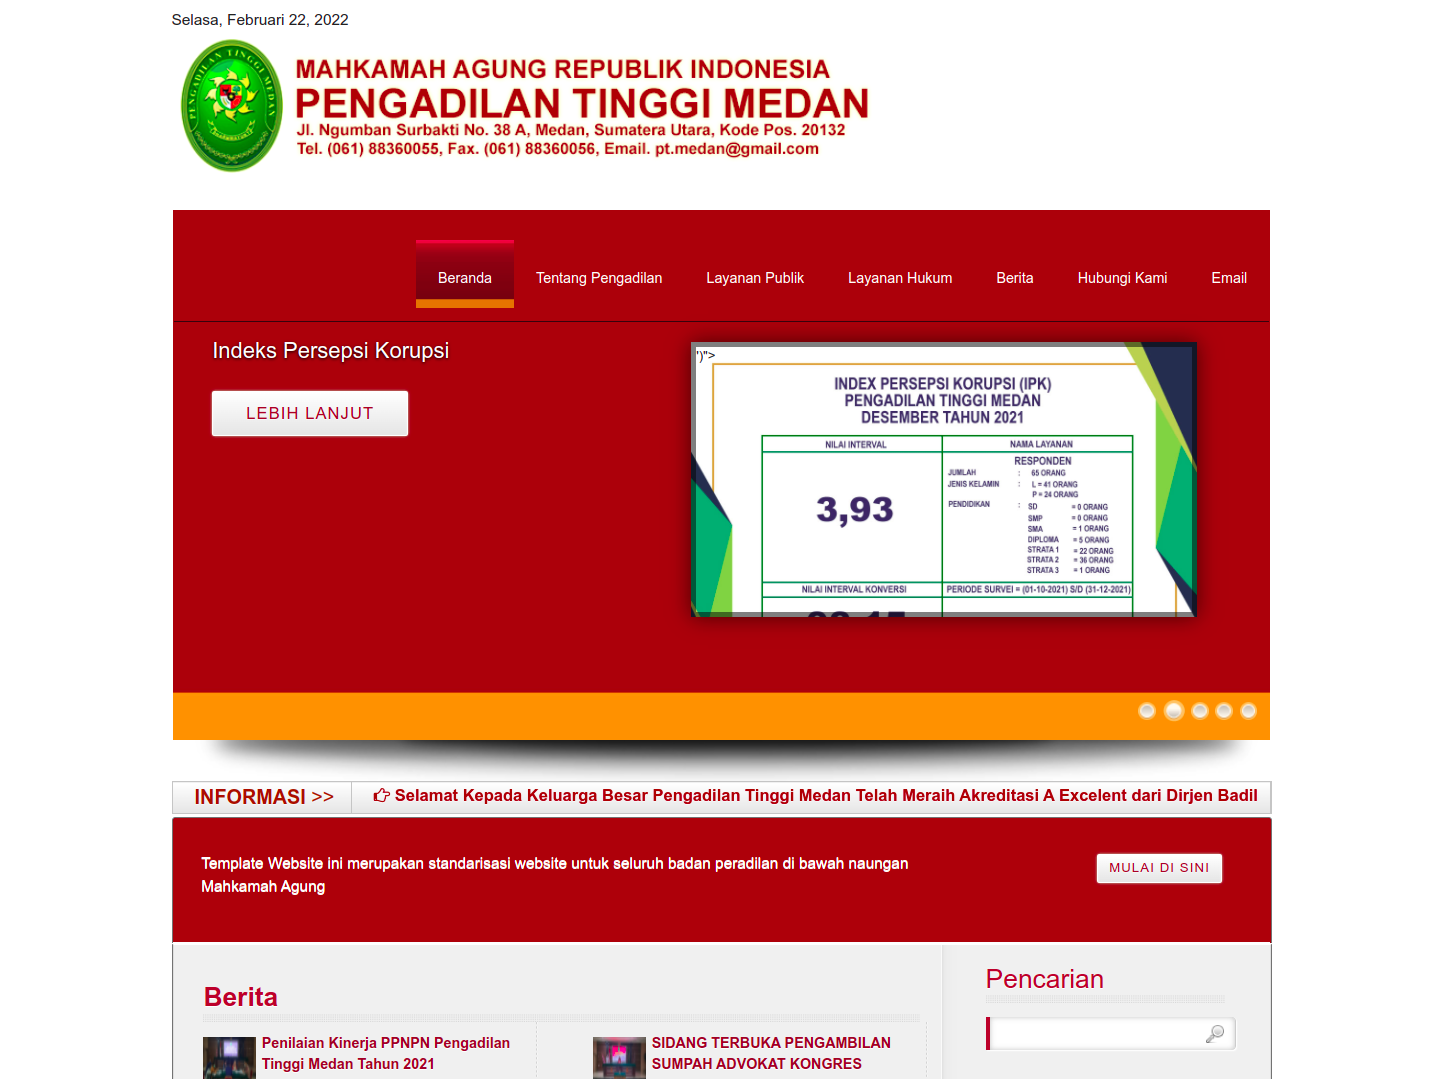 Selasa, Februari 22, 2022
PENGADILAN TINGGI MEDAN
MAHKAMAH AGUNG REPUBLIK INDONESIA
PENGADILAN TINGGI MEDAN
Jl. Ngumban Surbakti No. 38 A, Medan, Sumatera Utara, Kode Pos. 20132
Tel. (061) 88360055, Fax. (061) 88360056, Email. pt.medan@gmail.com
Beranda Tentang Pengadilan Layanan Publik Layanan Hukum Berita Hubungi Kami Email
Indeks Persepsi Korupsi
LEBIH LANJUT
')">
INDEX PERSEPSI KORUPSI (IPK)
PENGADILAN TINGGI MEDAN
DESEMBER TAHUN 2021
NILAI INTERVAL NAMA LAYANAN
3,93
RESPONDEN
JUMLAH : 65 ORANG
JENIS KELAMIN : L = 41 ORANG
P = 24 ORANG
PENDIDIKAN : SD = 0 ORANG
SMP = 0 ORANG
SMA = 1 ORANG
DIPLOMA = 5 ORANG
STRATA 1 = 22 ORANG
STRATA 2 = 36 ORANG
STRATA 3 = 1 ORANG
NILAI INTERVAL KONVERSI PERIODE SURVEI = (01-10-2021) S/D (31-12-2021)
INFORMASI >> Selamat Kepada Keluarga Besar Pengadilan Tinggi Medan Telah Meraih Akreditasi A Excelent dari Dirjen Badil
Template Website ini merupakan standarisasi website untuk seluruh badan peradilan di bawah naungan
Mahkamah Agung
MULAI DI SINI
Berita
Penilaian Kinerja PPNPN Pengadilan
Tinggi Medan Tahun 2021
SIDANG TERBUKA PENGAMBILAN
SUMPAH ADVOKAT KONGRES
Pencarian